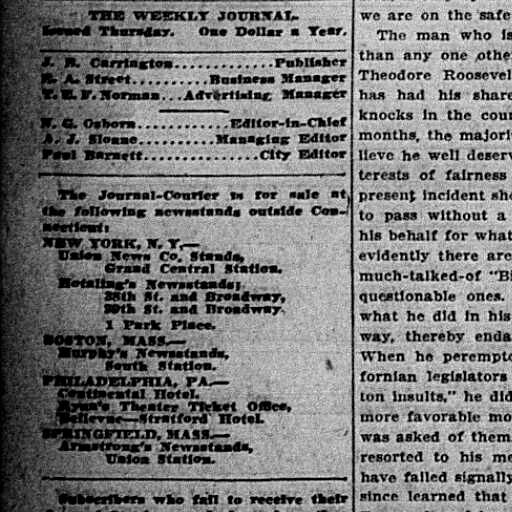 THE WEEKLY JOURNAL.
Issued Thursday. One Dollar a Year.
J. B. Carrington.............Publisher
E. A. Street..........Business Manager
T. H. F. Norman...Advertising Manager
N. G. Osborn............Editor-in-Chief
A. J. Sloane..........Managing Editor
Paul Barnett...............City Editor
The Journal-Courier is for sale at
the following newsstands outside Con-
necticut:
NEW YORK, N. Y.—
Union News Co. Stands,
Grand Central Station.
Hotaling's Newsstands;
38th St. and Broadway,
29th St. and Broadway.
1 Park Place.
BOSTON, MASS.—
Murphy's Newsstands,
South Station.
PHILADELPHIA, PA.—
Continental Hotel.
Ryan's Theater Ticket Office,
Bellevue—Stratford Hotel.
SPRINGFIELD, MASS.—
Armstrong's Newsstands,
Union Station.
Subscribers who fail to receive their
we are on the safe
The man who is
than any one othe
Theodore Roosevel
has had his share
knocks in the cour
months, the majori
lieve he well deserv
terests of fairness
present incident sho
to pass without a
his behalf for what
evidently there are
much-talked-of "Bi
questionable ones.
what he did in his
way, thereby enda
When he perempto
fornian legislators
ton insults," he did
more favorable mo
was asked of them.
resorted to his me
have failed signally
since learned that